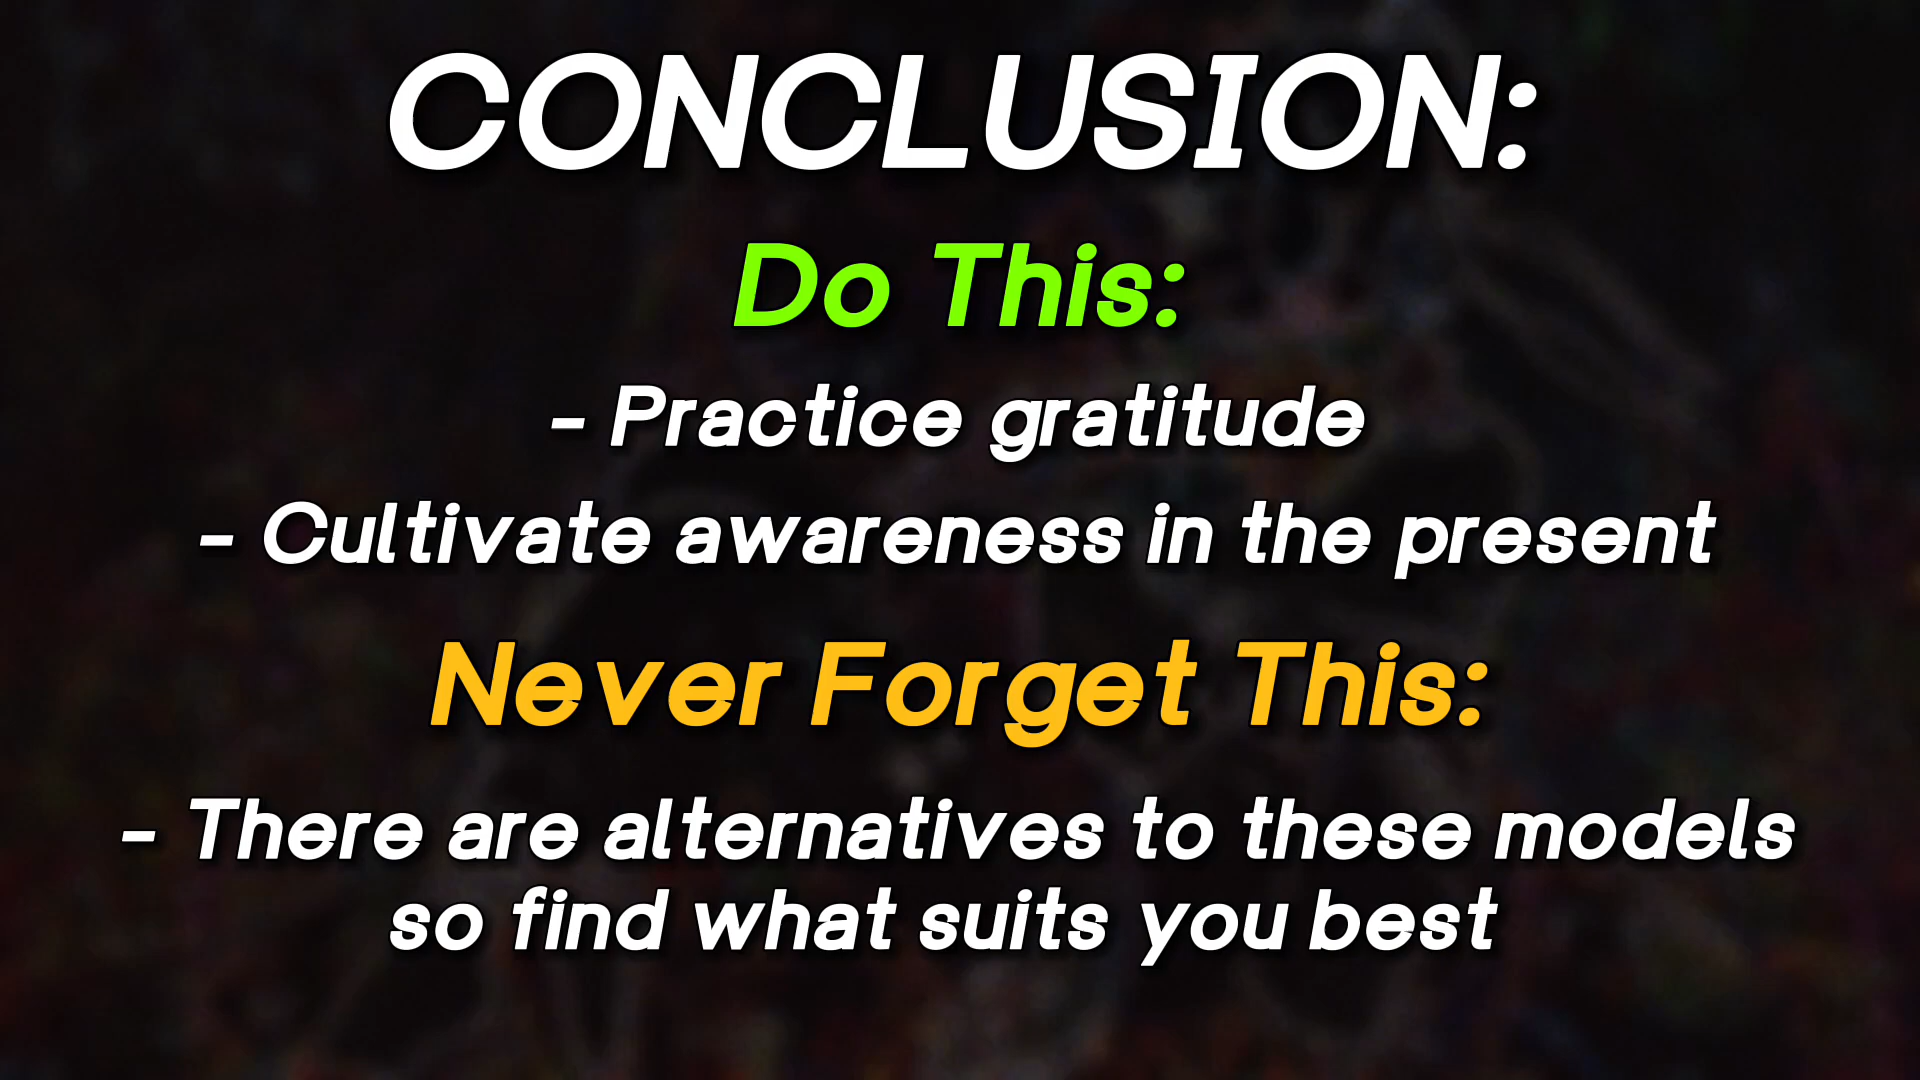 CONCLUSION:
Do This:
- Practice gratitude
- Cultivate awareness in the present
Never Forget This:
- There are alternatives to these models
so find what suits you best